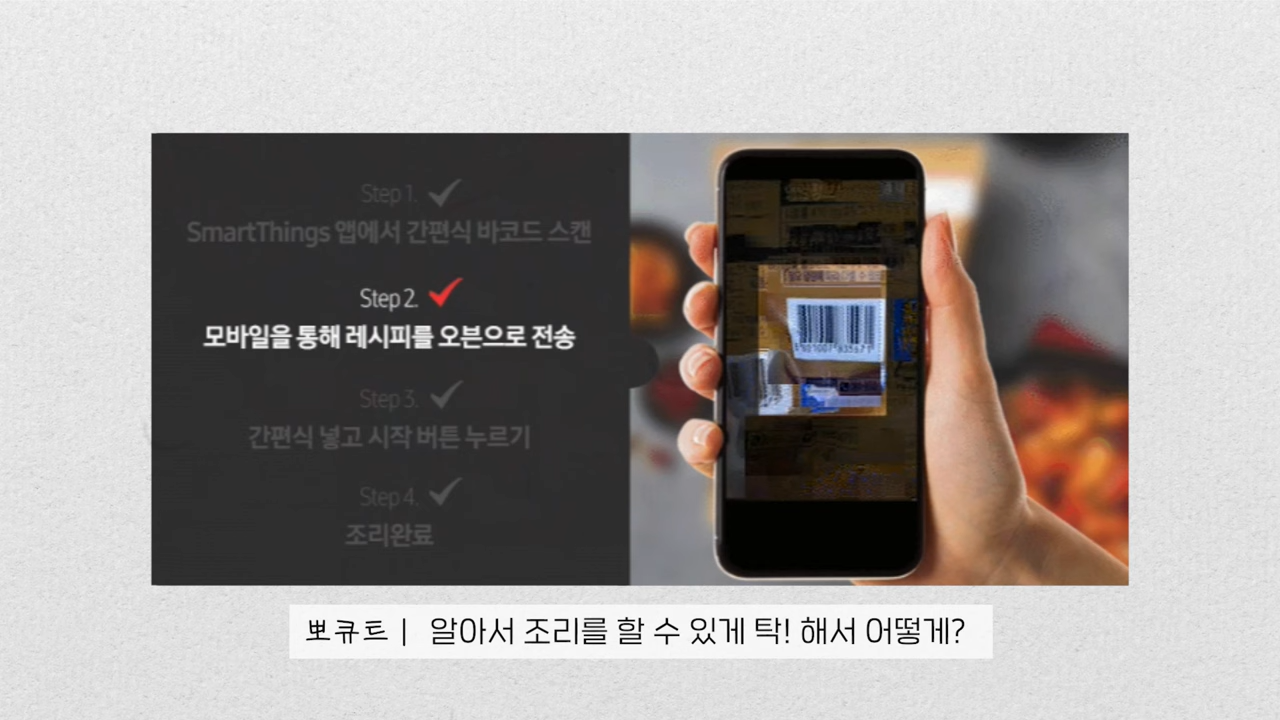 Step 1.
SmartThings 앱에서 간편식 바코드 스캔
Step 2.
모바일을 통해 레시피를 오븐으로 전송
Step 3.
간편식 넣고 시작 버튼 누르기
Step 4.
조리완료
뽀큐트 | 알아서 조리를 할 수 있게 탁! 해서 어떻게?